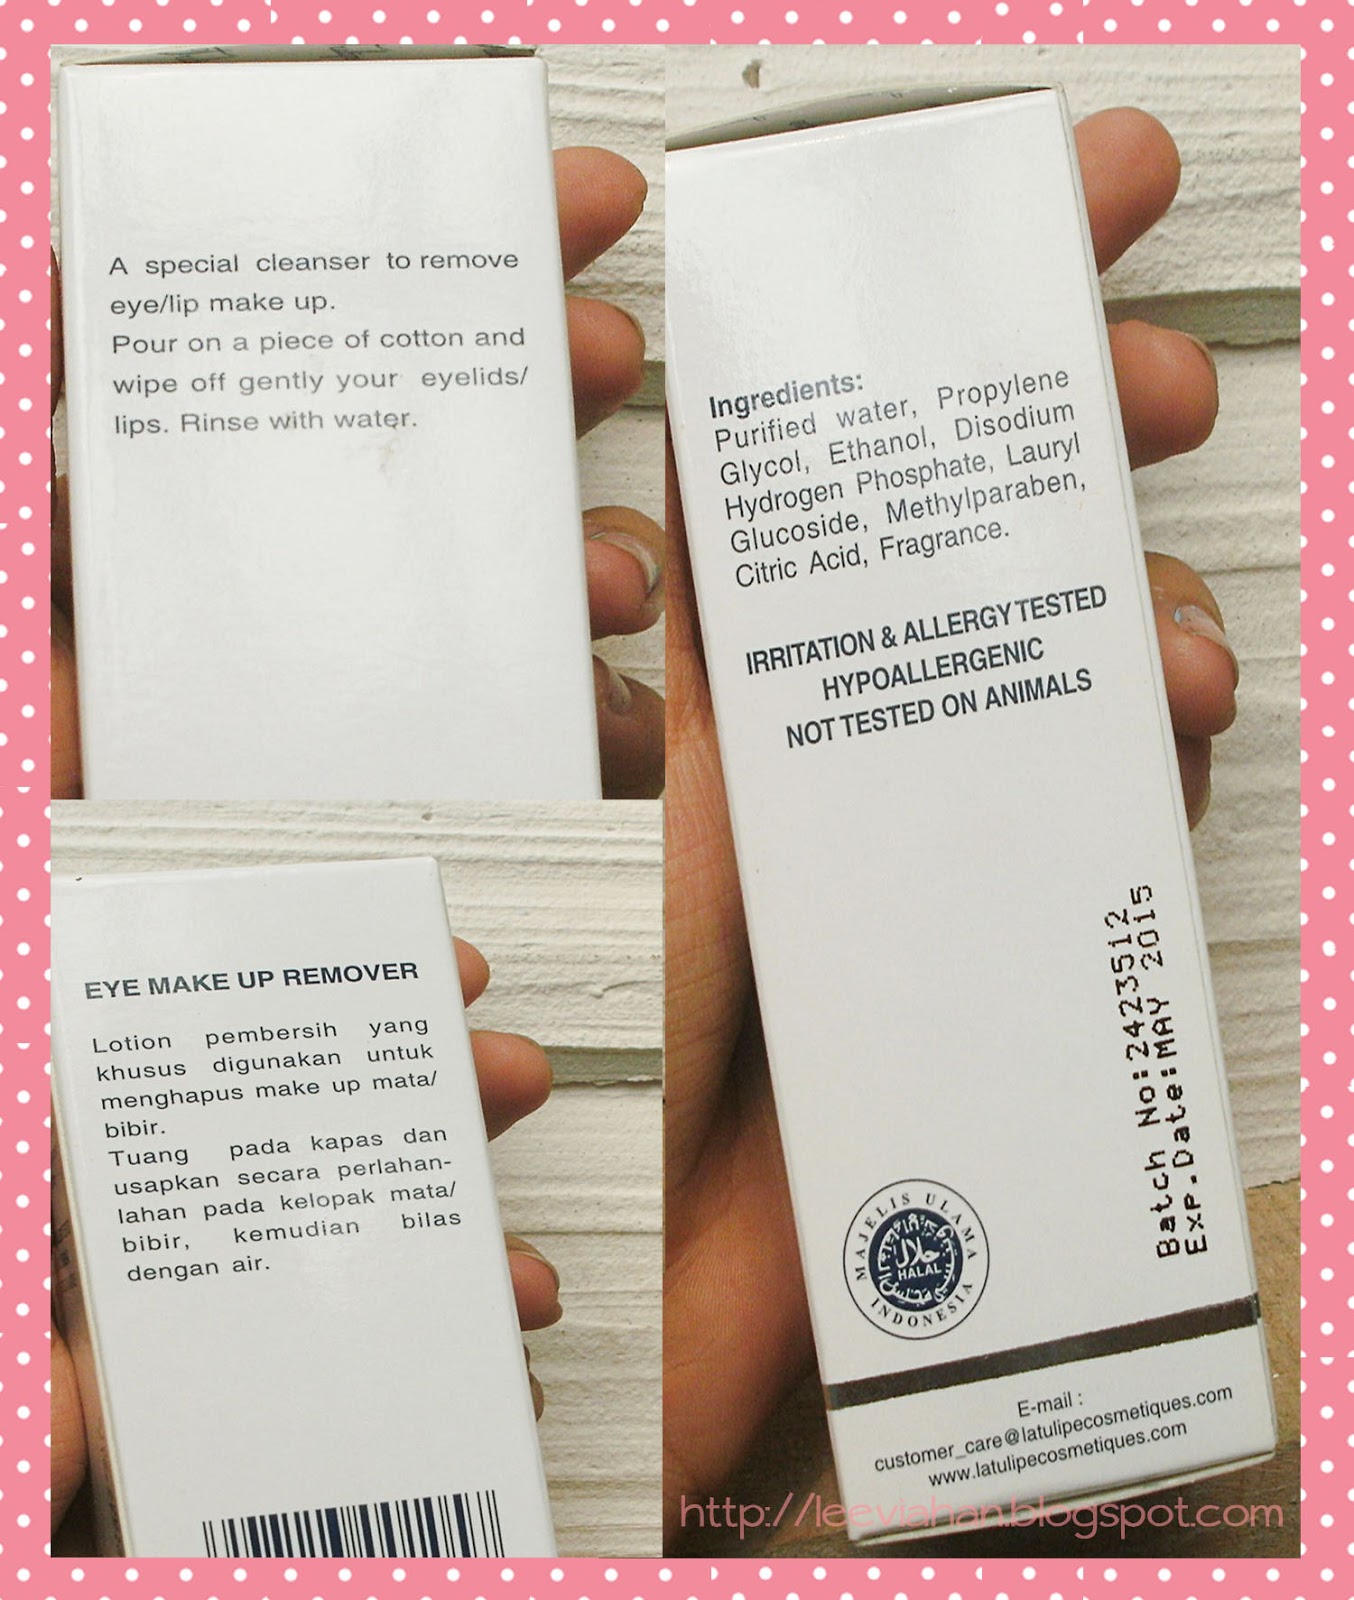 A special cleanser to remove
eye/lip make up.
Pour on a piece of cotton and
wipe off gently your eyelids/
lips. Rinse with water.
EYE MAKE UP REMOVER
Lotion pembersih yang
khusus digunakan untuk
menghapus make up mata/
bibir.
Tuang pada kapas dan
usapkan secara perlahan-
lahan pada kelopak mata/
bibir, kemudian bilas
dengan air.
Ingredients:
Purified water, Propylene
Glycol, Ethanol, Disodium
Hydrogen Phosphate, Lauryl
Glucoside, Methylparaben,
Citric Acid, Fragrance.
IRRITATION & ALLERGY TESTED
HYPOALLERGENIC
NOT TESTED ON ANIMALS
Batch No:2423512
Exp.Date:MAY 2015
MAJELIS ULAMA
حلال
HALAL
INDONESIA
E-mail :
customer_care@latulipecosmetiques.com
www.latulipecosmetiques.com
http://leeviahan.blogspot.com